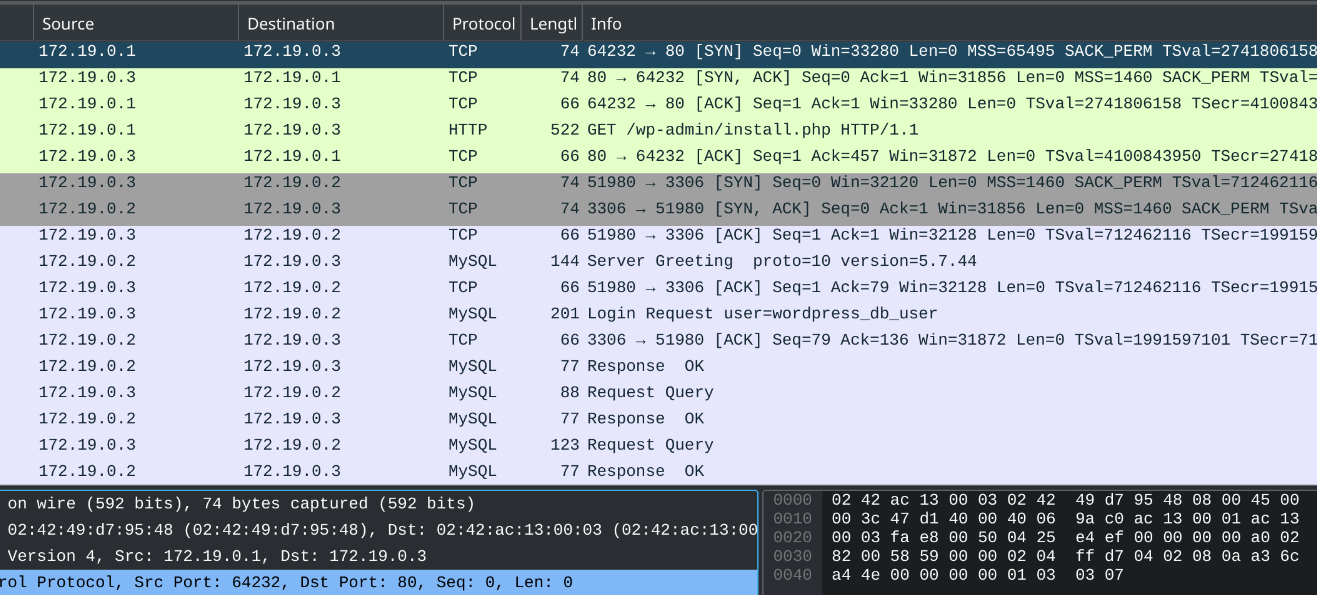 Source Destination Protocol Lengtl Info
172.19.0.1 172.19.0.3 TCP 74 64232 → 80 [SYN] Seq=0 Win=33280 Len=0 MSS=65495 SACK_PERM TSval=2741806158
172.19.0.3 172.19.0.1 TCP 74 80 → 64232 [SYN, ACK] Seq=0 Ack=1 Win=31856 Len=0 MSS=1460 SACK_PERM TSval=
172.19.0.1 172.19.0.3 TCP 66 64232 → 80 [ACK] Seq=1 Ack=1 Win=33280 Len=0 TSval=2741806158 TSecr=4100843
172.19.0.1 172.19.0.3 HTTP 522 GET /wp-admin/install.php HTTP/1.1
172.19.0.3 172.19.0.1 TCP 66 80 → 64232 [ACK] Seq=1 Ack=457 Win=31872 Len=0 TSval=4100843950 TSecr=27418
172.19.0.3 172.19.0.2 TCP 74 51980 → 3306 [SYN] Seq=0 Win=32120 Len=0 MSS=1460 SACK_PERM TSval=712462116
172.19.0.2 172.19.0.3 TCP 74 3306 → 51980 [SYN, ACK] Seq=0 Ack=1 Win=31856 Len=0 MSS=1460 SACK_PERM TSva
172.19.0.3 172.19.0.2 TCP 66 51980 → 3306 [ACK] Seq=1 Ack=1 Win=32128 Len=0 TSval=712462116 TSecr=199159
172.19.0.2 172.19.0.3 MySQL 144 Server Greeting proto=10 version=5.7.44
172.19.0.3 172.19.0.2 TCP 66 51980 → 3306 [ACK] Seq=1 Ack=79 Win=32128 Len=0 TSval=712462116 TSecr=19915
172.19.0.3 172.19.0.2 MySQL 201 Login Request user=wordpress_db_user
172.19.0.2 172.19.0.3 TCP 66 3306 → 51980 [ACK] Seq=79 Ack=136 Win=31872 Len=0 TSval=1991597101 TSecr=71
172.19.0.2 172.19.0.3 MySQL 77 Response OK
172.19.0.3 172.19.0.2 MySQL 88 Request Query
172.19.0.2 172.19.0.3 MySQL 77 Response OK
172.19.0.3 172.19.0.2 MySQL 123 Request Query
172.19.0.2 172.19.0.3 MySQL 77 Response OK
on wire (592 bits), 74 bytes captured (592 bits)
02:42:49:d7:95:48 (02:42:49:d7:95:48), Dst: 02:42:ac:13:00:03 (02:42:ac:13:00
Version 4, Src: 172.19.0.1, Dst: 172.19.0.3
rol Protocol, Src Port: 64232, Dst Port: 80, Seq: 0, Len: 0
0000 02 42 ac 13 00 03 02 42 49 d7 95 48 08 00 45 00
0010 00 3c 47 d1 40 00 40 06 9a c0 ac 13 00 01 ac 13
0020 00 03 fa e8 00 50 04 25 e4 ef 00 00 00 00 a0 02
0030 82 00 58 59 00 00 02 04 ff d7 04 02 08 0a a3 6c
0040 a4 4e 00 00 00 00 01 03 03 07